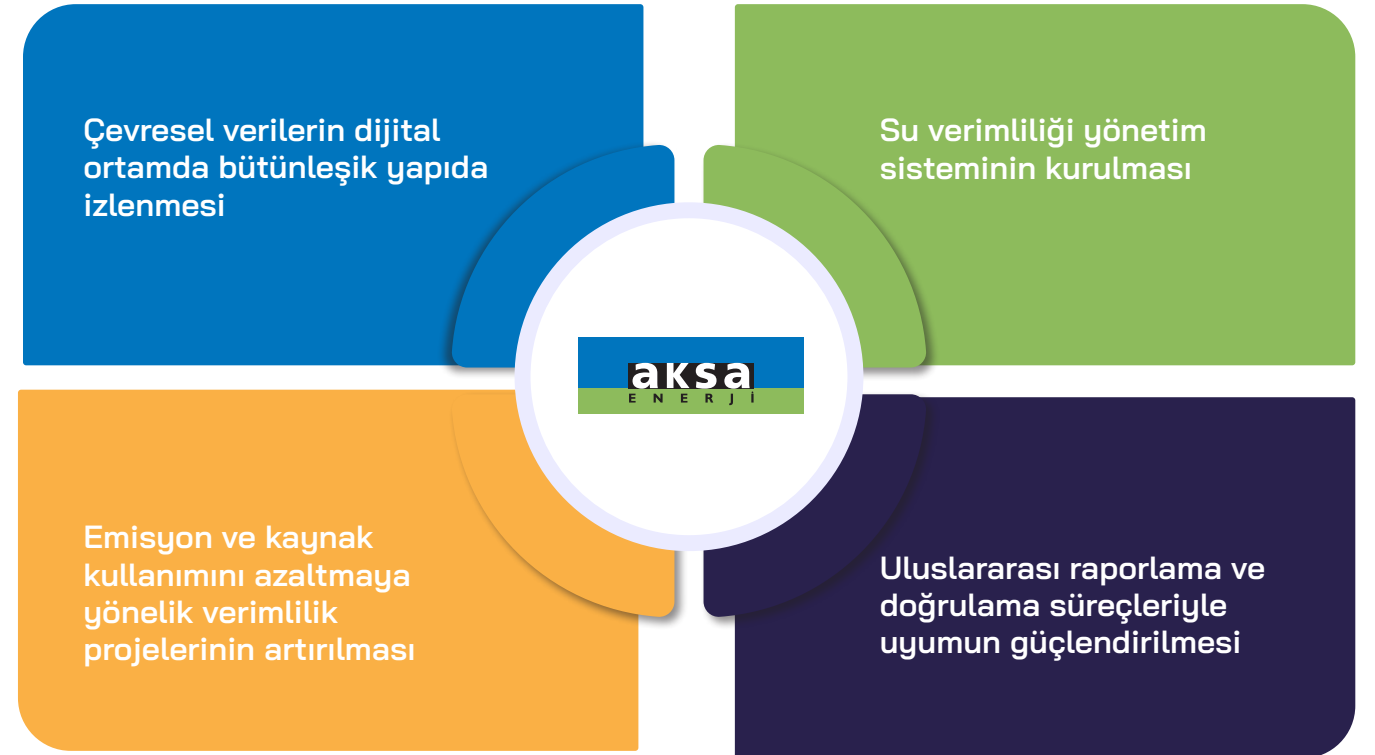 Çevresel verilerin dijital
ortamda bütünleşik yapıda
izlenmesi
Su verimliliği yönetim
sisteminin kurulması
aksa
ENERJİ
Emisyon ve kaynak
kullanımını azaltmaya
yönelik verimlilik
projelerinin artırılması
Uluslararası raporlama ve
doğrulama süreçleriyle
uyumun güçlendirilmesi